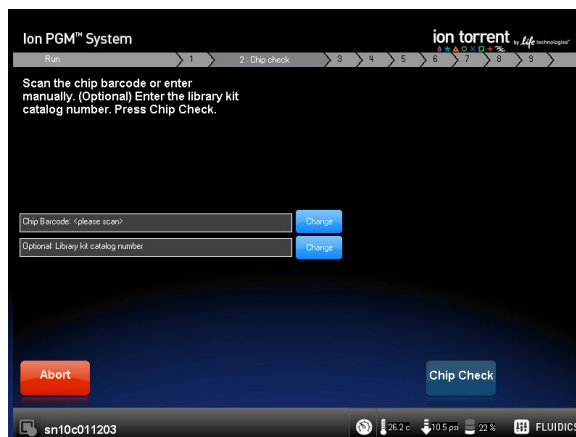 Ion PGM™ System
ion torrent
by life technologies™
Run 1 2: Chip check 3 4 5 6 7 8 9
Scan the chip barcode or enter
manually. (Optional) Enter the library kit
catalog number. Press Chip Check.
Chip Barcode: <please scan> Change
Optional: Library kit catalog number Change
Abort Chip Check
sn10c011203 26.2 c 10.5 psi 22 % FLUIDICS